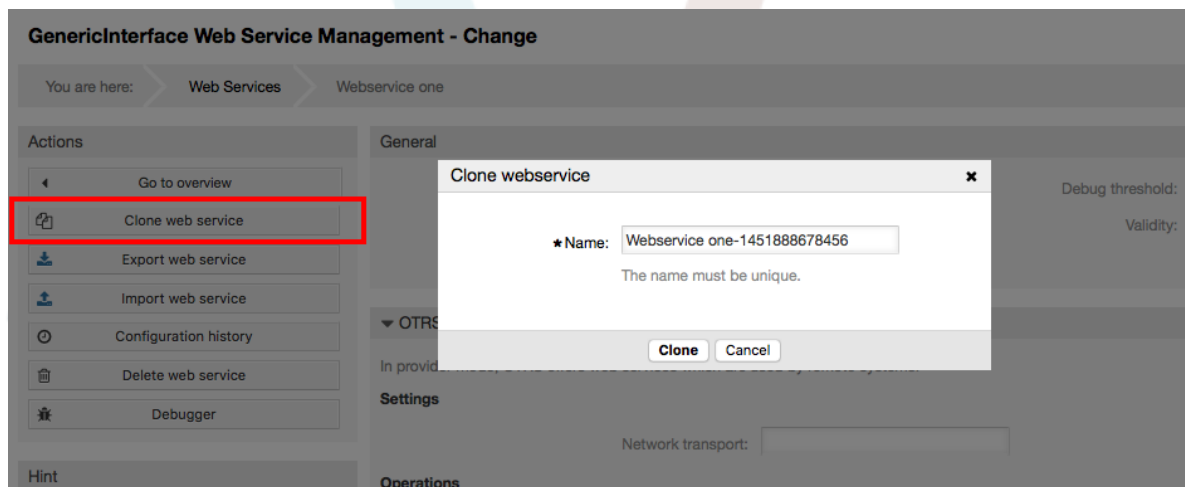 GenericInterface Web Service Management - Change
You are here: Web Services Webservice one
Actions
Go to overview
Clone web service
Export web service
Import web service
Configuration history
Delete web service
Debugger
Hint
General
Debug threshold:
Validity:
Clone webservice
* Name: Webservice one-1451888678456
The name must be unique.
Clone Cancel
OTRS
In provider
Settings
Network transport:
Operations